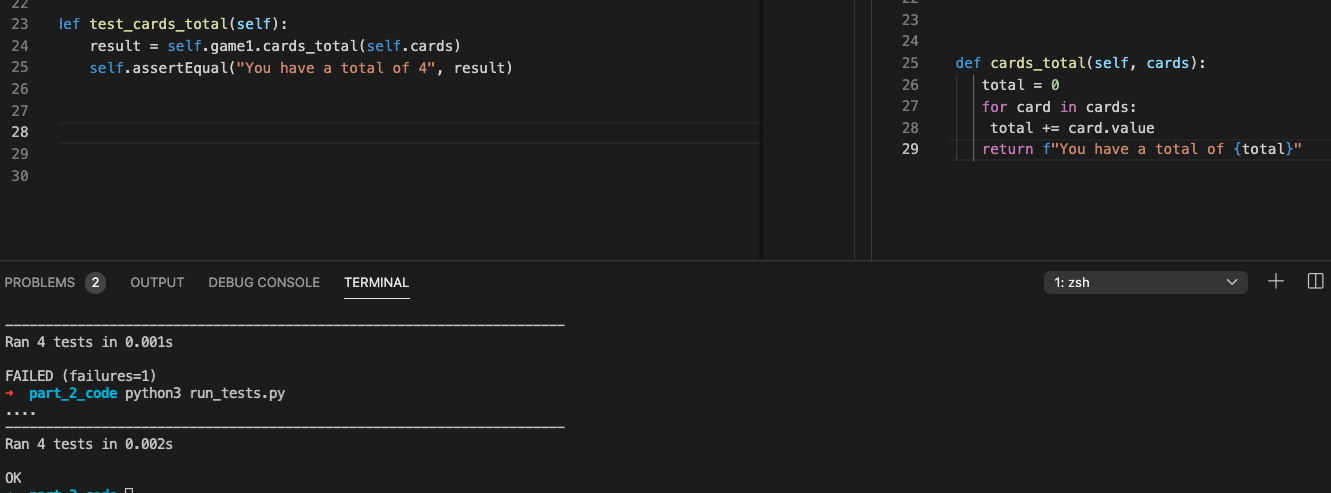 22
23 def test_cards_total(self):
24 result = self.game1.cards_total(self.cards)
25 self.assertEqual("You have a total of 4", result)
26
27
28
29
30
22
23
24
25 def cards_total(self, cards):
26 total = 0
27 for card in cards:
28 total += card.value
29 return f"You have a total of {total}"
PROBLEMS 2 OUTPUT DEBUG CONSOLE TERMINAL 1: zsh
----------------------------------------------------------------------
Ran 4 tests in 0.001s
FAILED (failures=1)
→ part_2_code python3 run_tests.py
....
----------------------------------------------------------------------
Ran 4 tests in 0.002s
OK
→ part_2_code